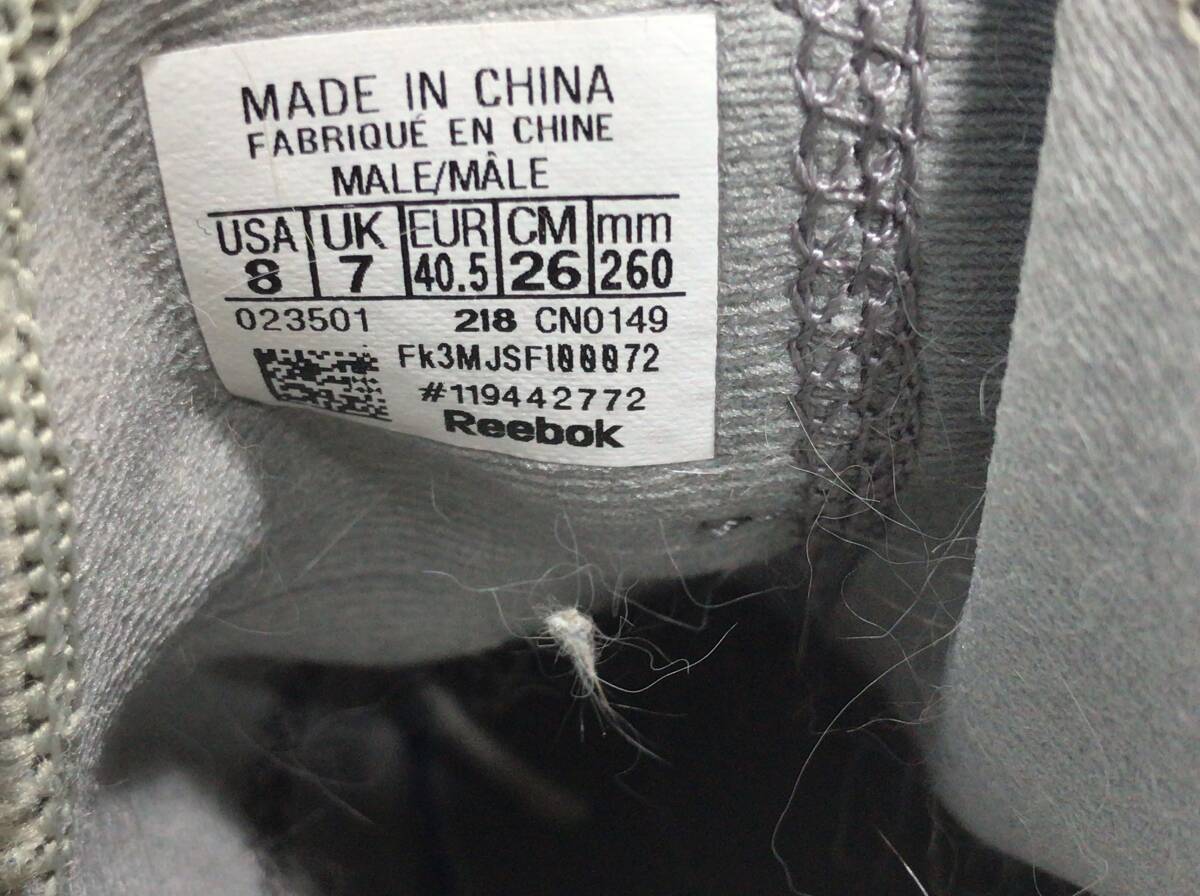 MADE IN CHINA
FABRIQUÉ EN CHINE
MALE/MÂLE
USA UK EUR CM mm
8 7 40.5 26 260
023501 218 CN0149
Fk3MJSF100072
#119442772
Reebok